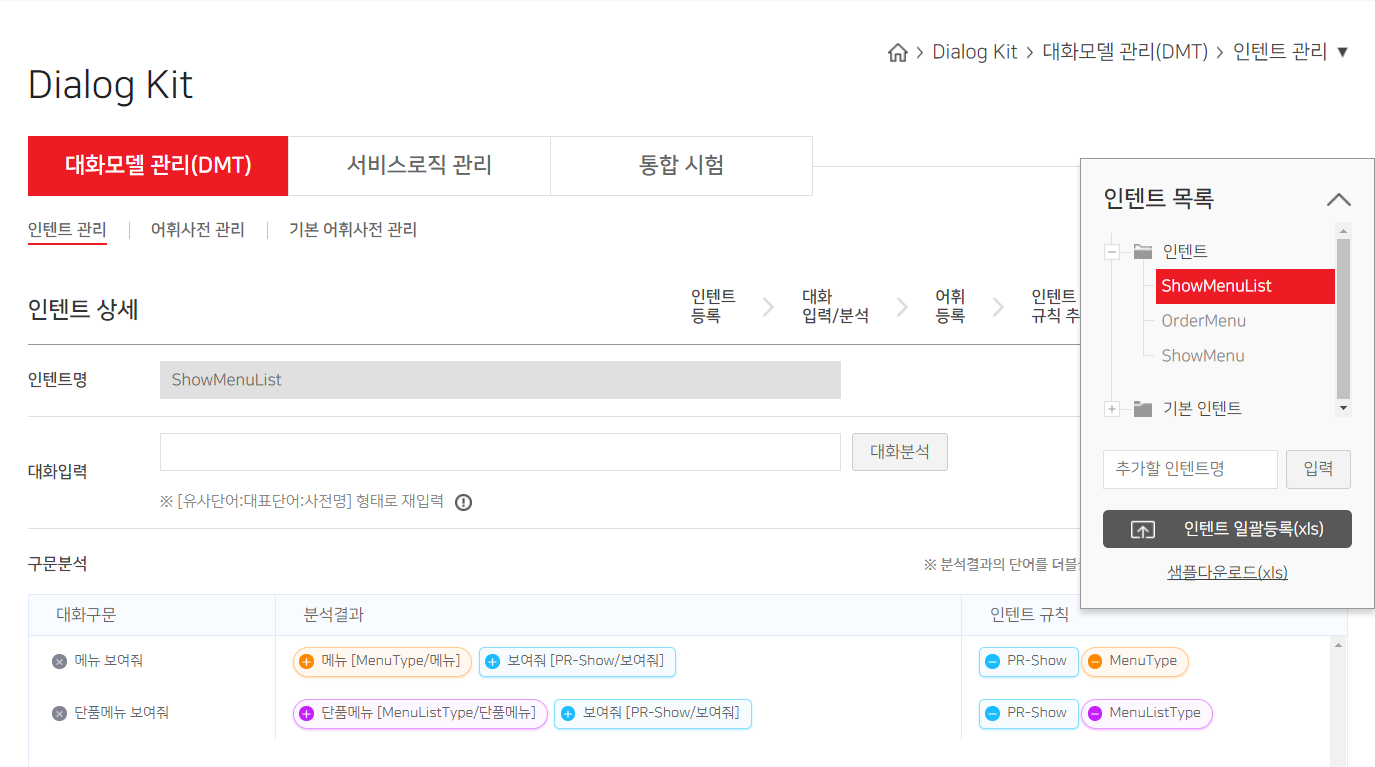 Dialog Kit > 대화모델 관리(DMT) > 인텐트 관리 ▼
Dialog Kit
대화모델 관리(DMT) 서비스로직 관리 통합 시험
인텐트 관리 | 어휘사전 관리 | 기본 어휘사전 관리
인텐트 상세
인텐트
등록
대화
입력/분석
어휘
등록
인텐트
규칙 추
인텐트명 ShowMenuList
대화입력 대화분석
※ [유사단어:대표단어:사전명] 형태로 재입력
구문분석 ※ 분석결과의 단어를 더블
대화구문 분석결과 인텐트 규칙
메뉴 보여줘 메뉴 [MenuType/메뉴] 보여줘 [PR-Show/보여줘] PR-Show MenuType
단품메뉴 보여줘 단품메뉴 [MenuListType/단품메뉴] 보여줘 [PR-Show/보여줘] PR-Show MenuListType
인텐트 목록
인텐트
ShowMenuList
OrderMenu
ShowMenu
기본 인텐트
추가할 인텐트명 입력
인텐트 일괄등록(xls)
샘플다운로드(xls)